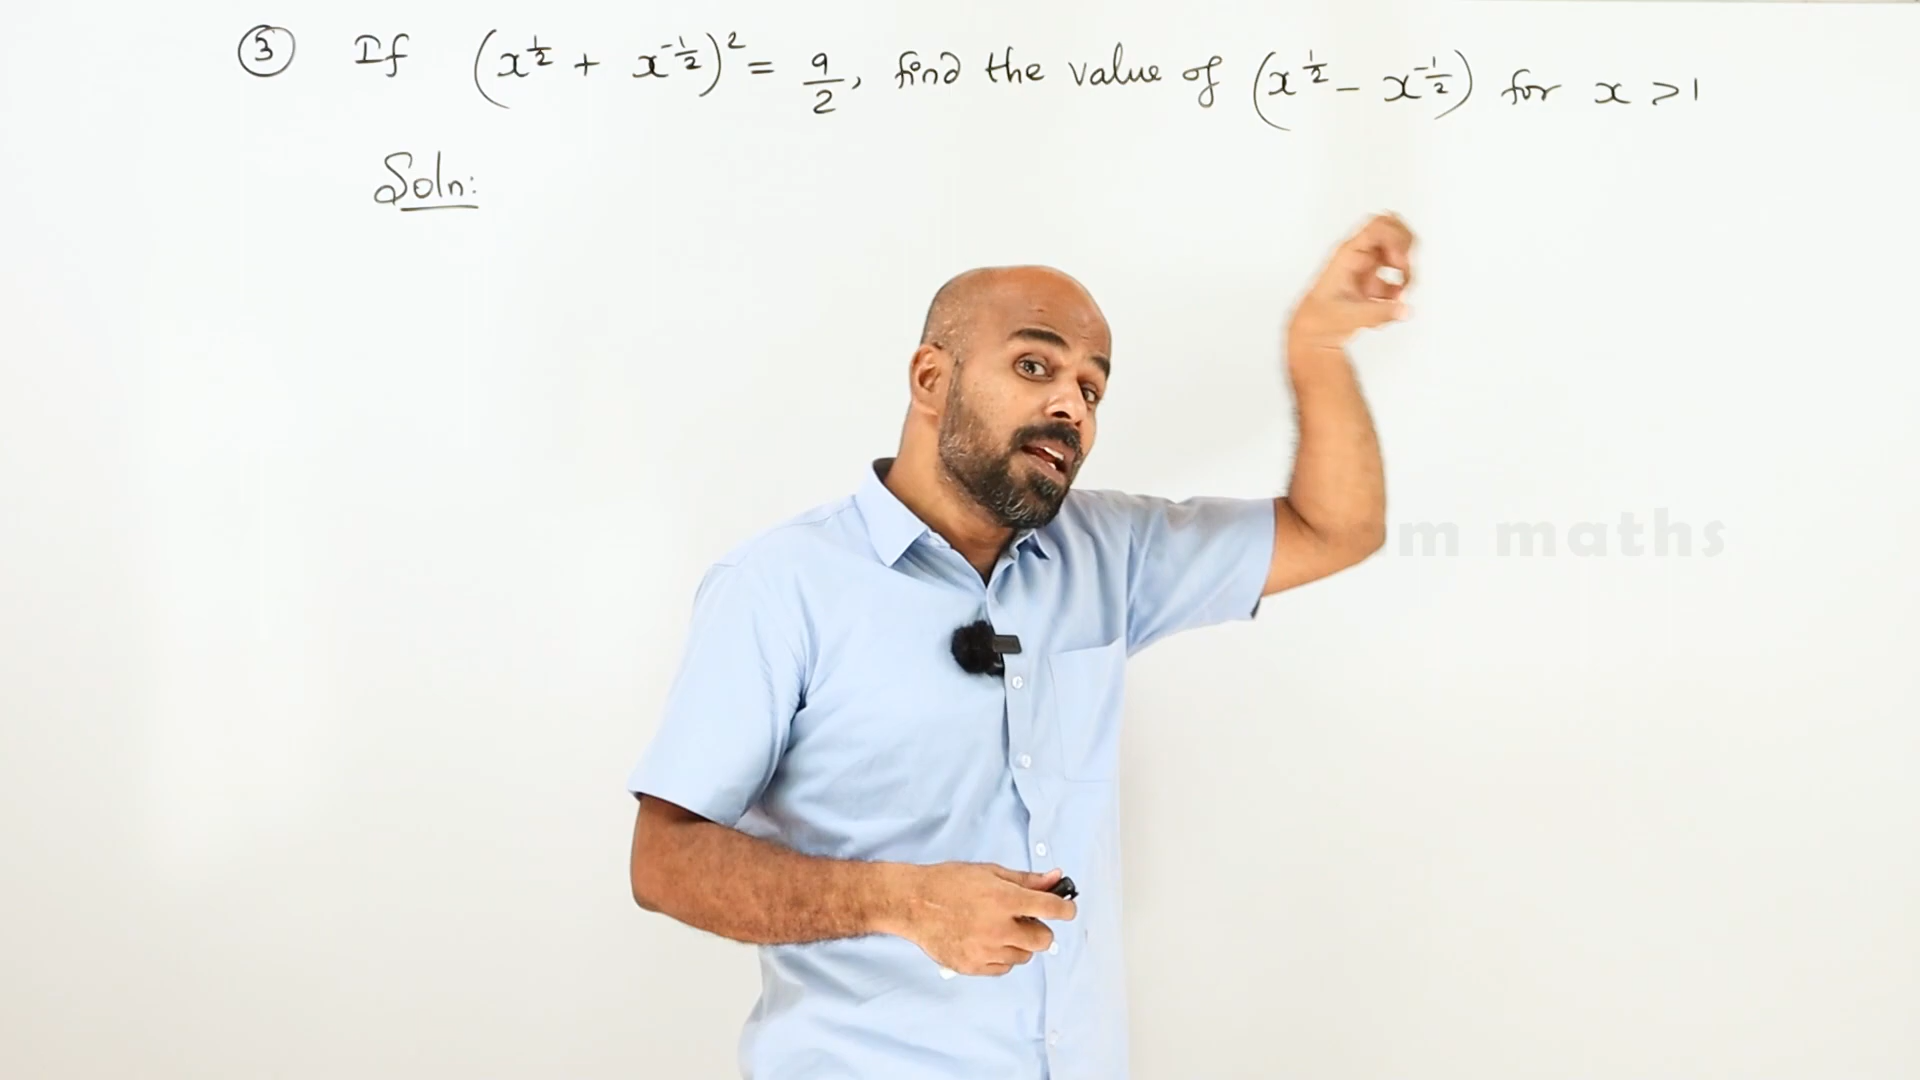 ③ If (x^{1/2} + x^{-1/2})^2 = 9/2, find the value of (x^{1/2} - x^{-1/2}) for x > 1
Soln:
m maths